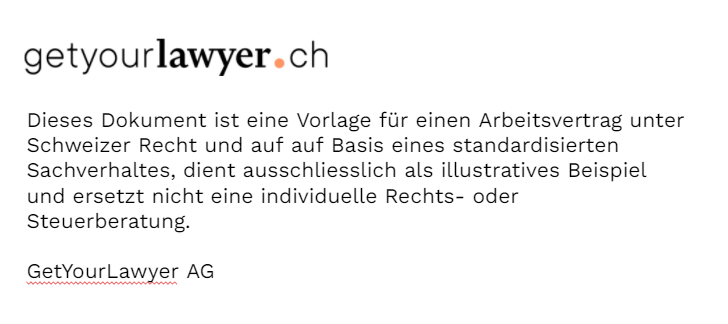 getyourlawyer.ch
Dieses Dokument ist eine Vorlage für einen Arbeitsvertrag unter
Schweizer Recht und auf auf Basis eines standardisierten
Sachverhaltes, dient ausschliesslich als illustratives Beispiel
und ersetzt nicht eine individuelle Rechts- oder
Steuerberatung.
GetYourLawyer AG